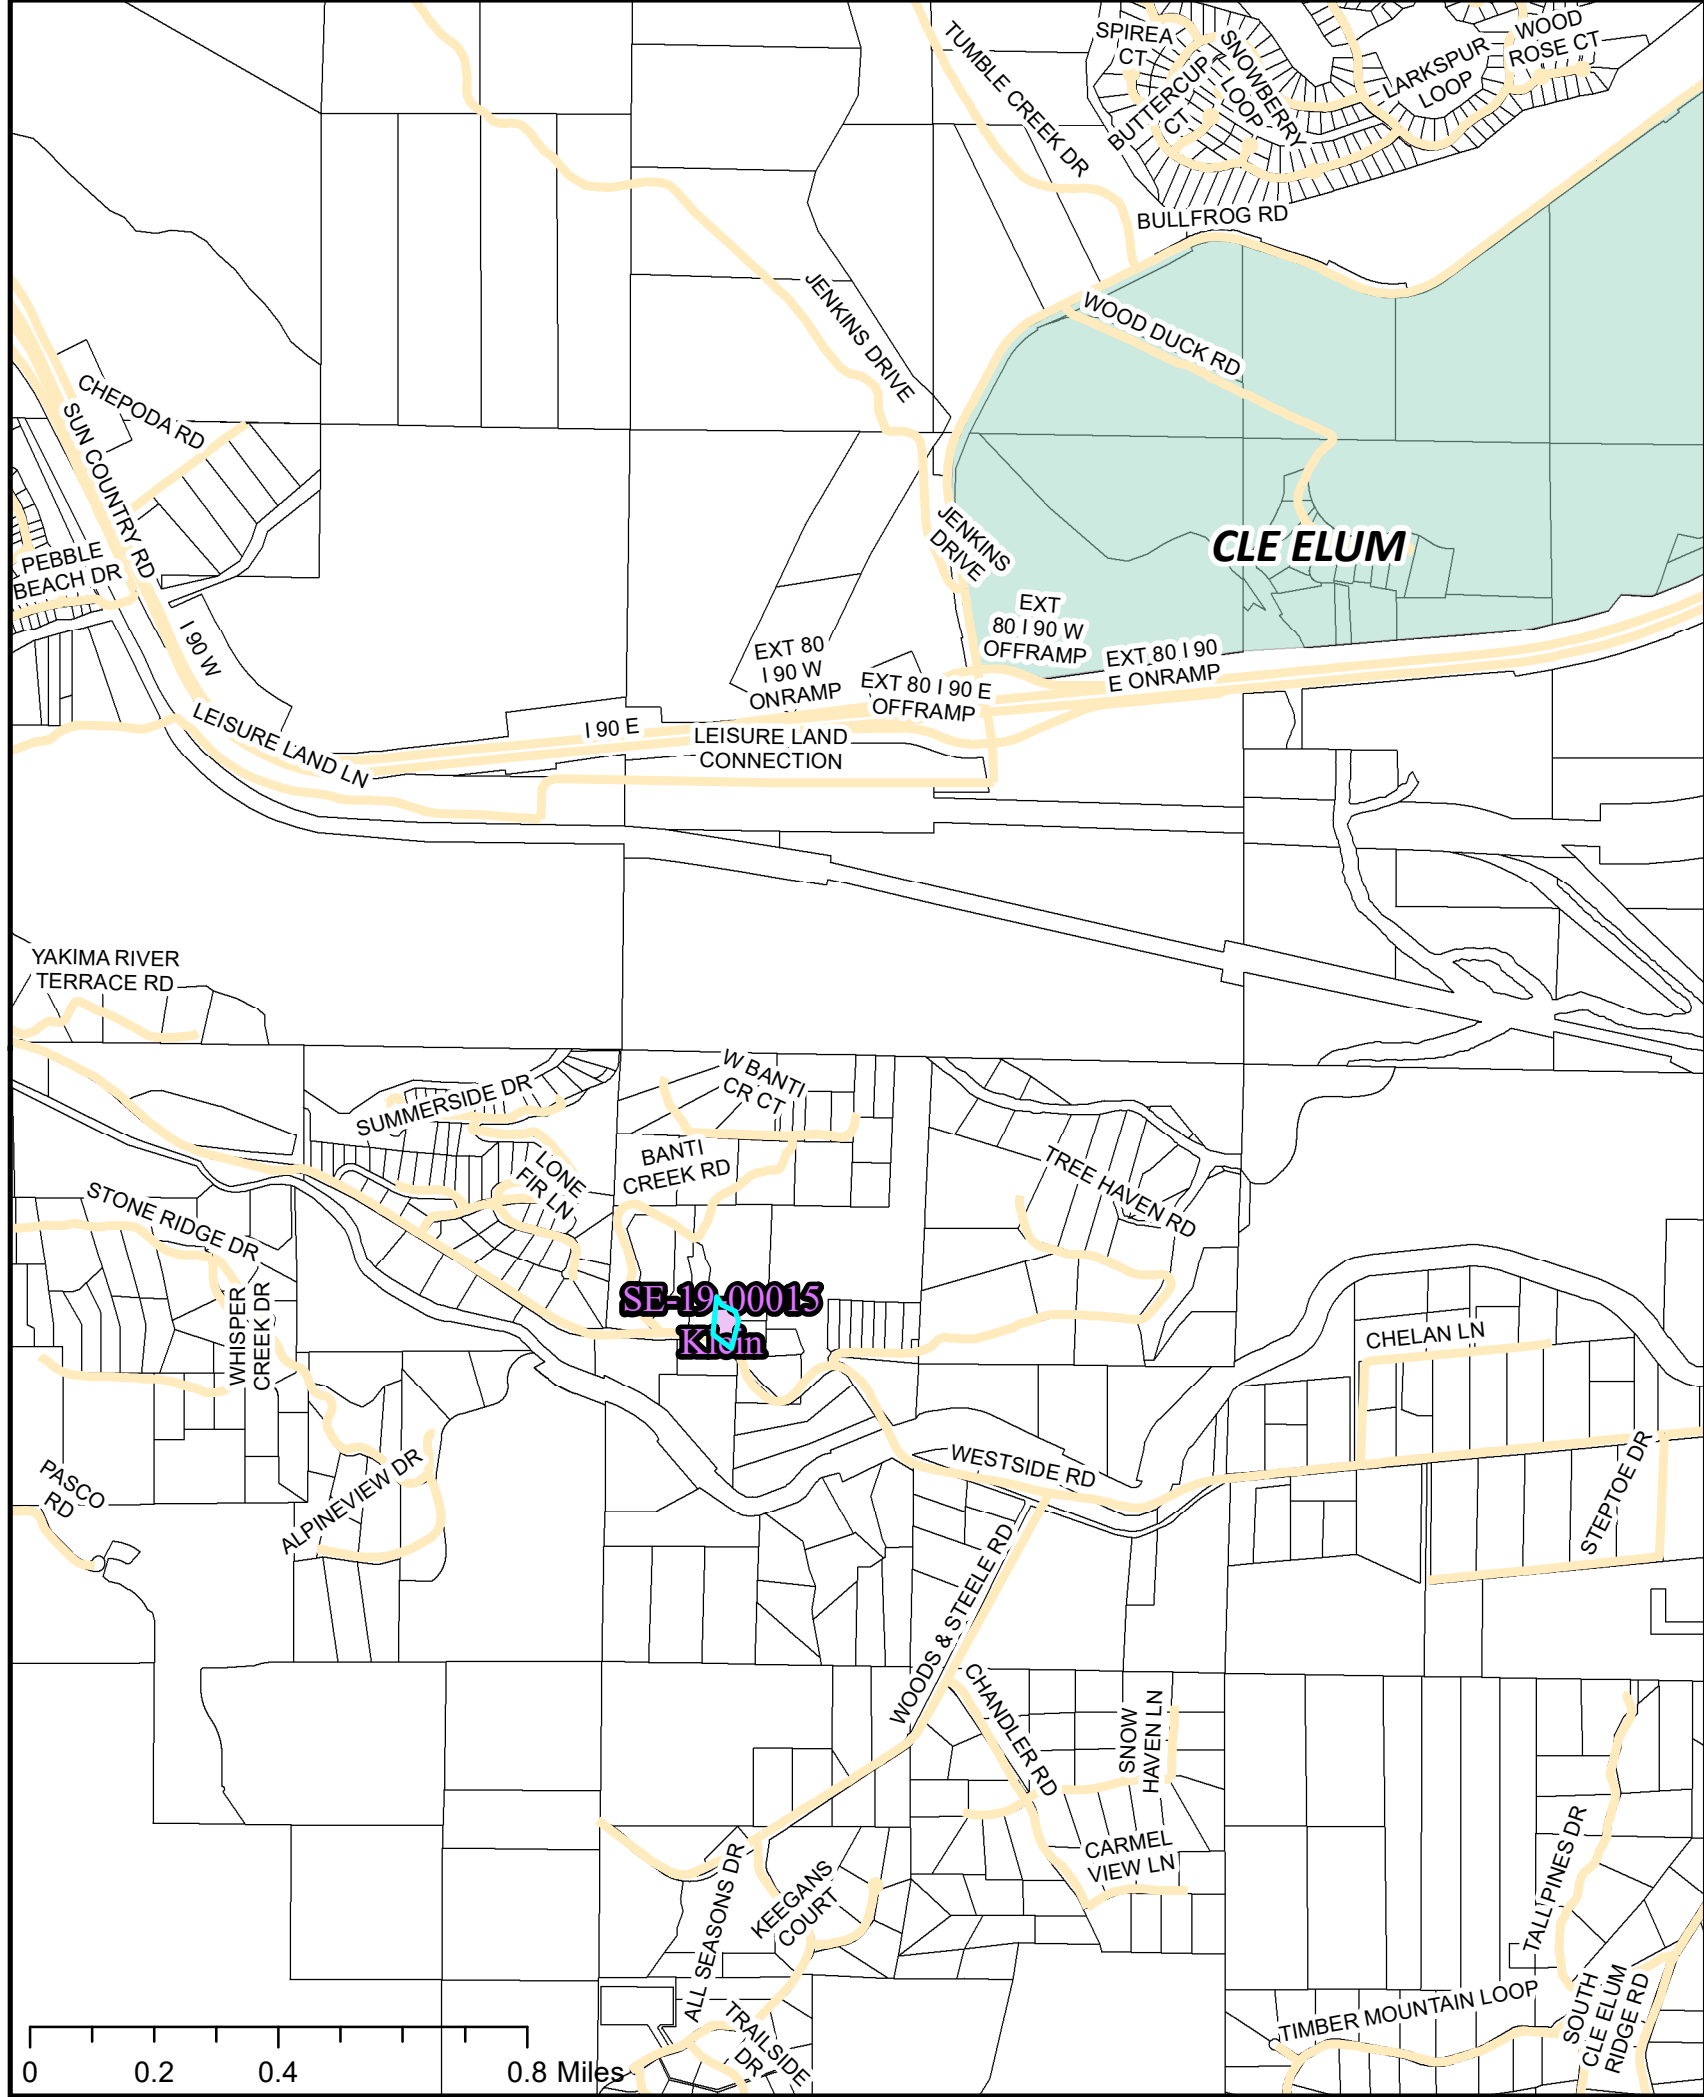 SPIREA
CT
BUTTERCUP
CT
SNOWBERRY
LOOP
LARKSPUR
LOOP
WOOD
ROSE CT
TUMBLE CREEK DR
BULLFROG RD
JENKINS DRIVE
WOOD DUCK RD
CHEPODA RD
SUN COUNTRY RD
PEBBLE
BEACH DR
I 90 W
JENKINS
DRIVE
CLE ELUM
EXT
80 I 90 W
OFFRAMP
EXT 80
I 90 W
ONRAMP
EXT 80 I 90 E
OFFRAMP
EXT 80 I 90
E ONRAMP
LEISURE LAND LN
I 90 E
LEISURE LAND
CONNECTION
YAKIMA RIVER
TERRACE RD
SUMMERSIDE DR
W BANTI
CR CT
BANTI
CREEK RD
LONE
FIR LN
TREE HAVEN RD
STONE RIDGE DR
WHISPER
CREEK DR
SE-19-00015
Klein
CHELAN LN
WESTSIDE RD
STEPTOE DR
PASCO
RD
ALPINEVIEW DR
WOODS & STEELE RD
CHANDLER RD
SNOW
HAVEN LN
CARMEL
VIEW LN
ALL SEASONS DR
KEEGANS
COURT
TRAILSIDE
DR
TALL PINES DR
TIMBER MOUNTAIN LOOP
SOUTH
CLE ELUM
RIDGE RD
0 0.2 0.4 0.8 Miles